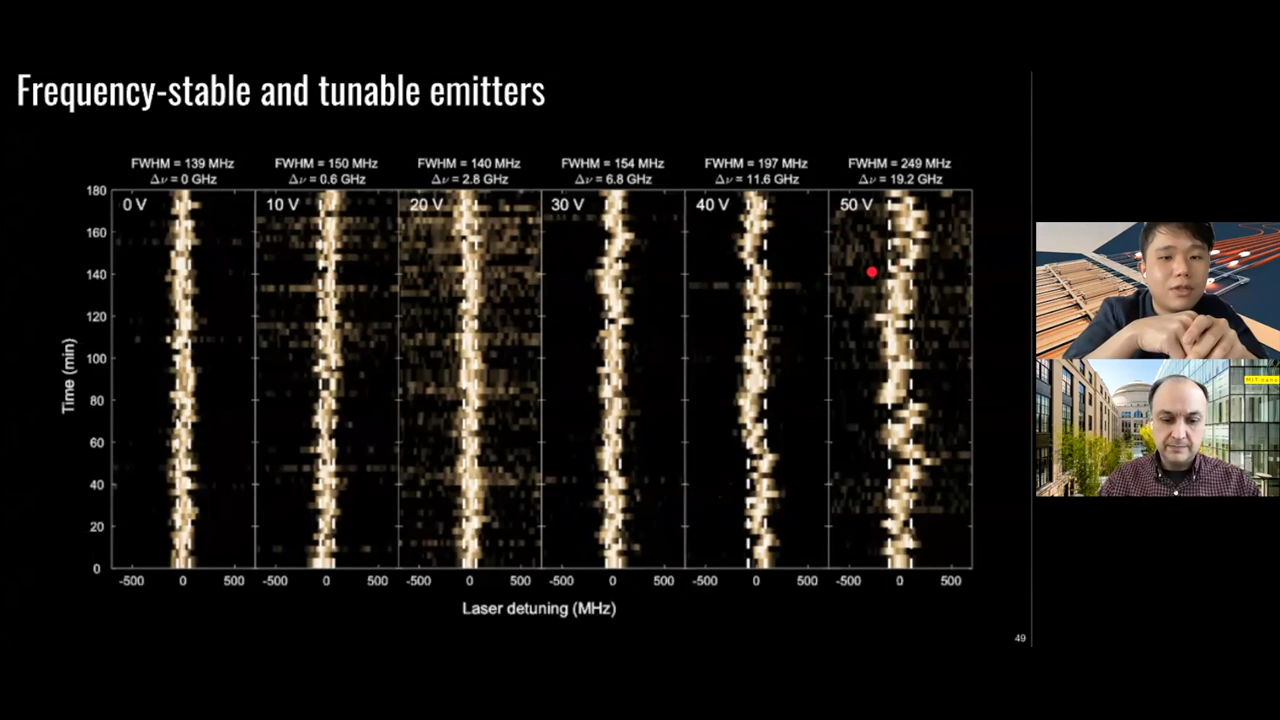 Frequency-stable and tunable emitters
FWHM = 139 MHz
Δν = 0 GHz
FWHM = 150 MHz
Δν = 0.6 GHz
FWHM = 140 MHz
Δν = 2.8 GHz
FWHM = 154 MHz
Δν = 6.8 GHz
FWHM = 197 MHz
Δν = 11.6 GHz
FWHM = 249 MHz
Δν = 19.2 GHz
0 V
10 V
20 V
30 V
40 V
50 V
180
160
140
120
100
80
60
40
20
0
Time (min)
-500 0 500
-500 0 500
-500 0 500
-500 0 500
-500 0 500
-500 0 500
Laser detuning (MHz)
49
MIT.nano